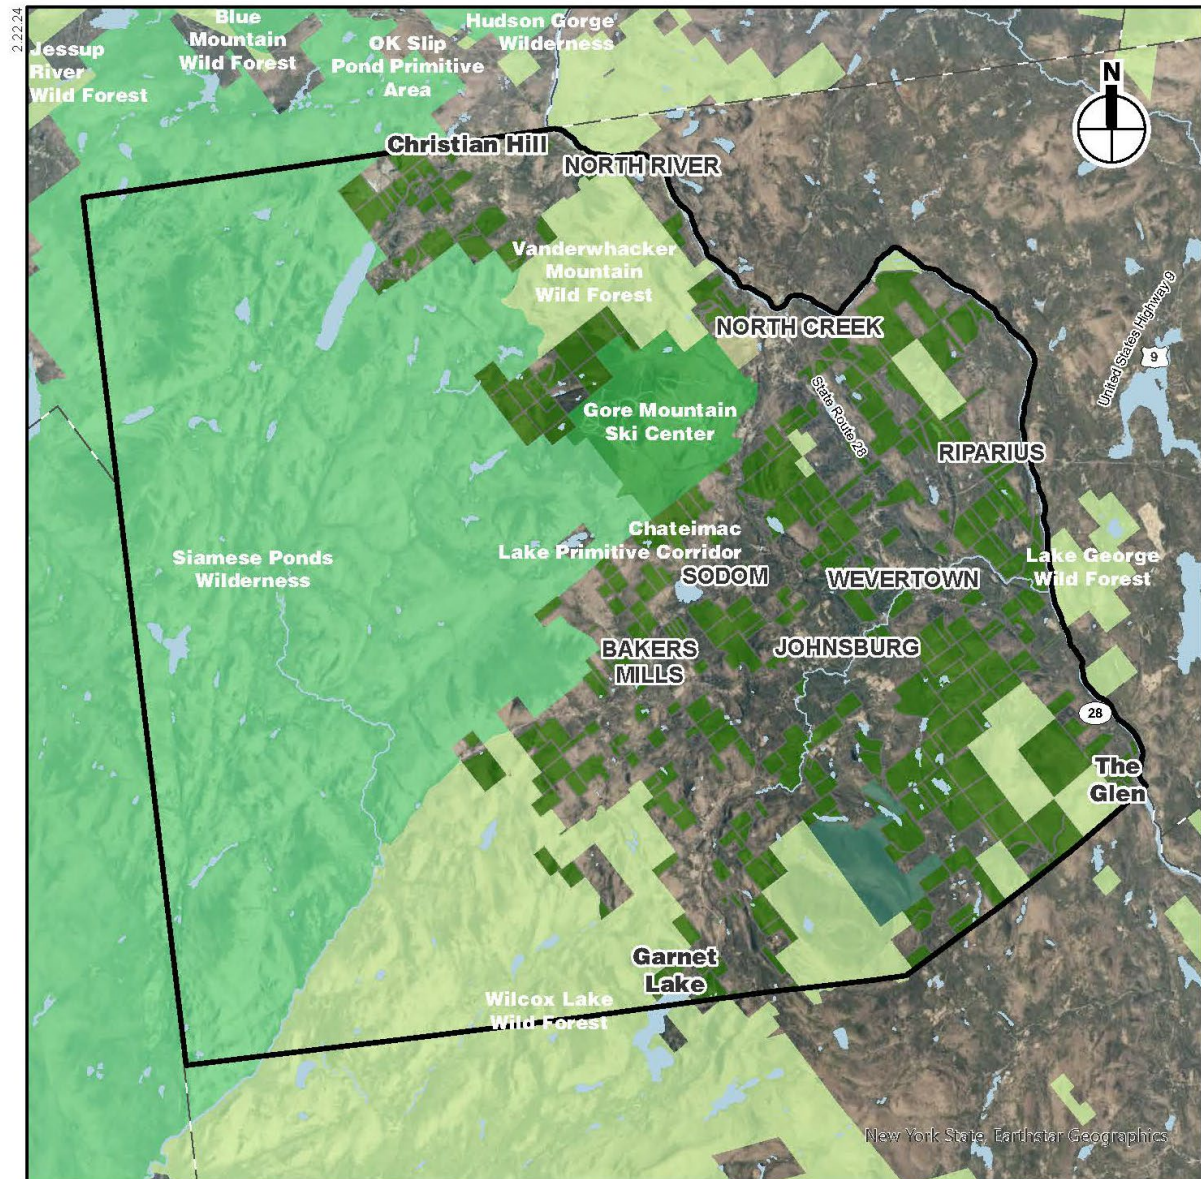 2.22.24
Blue
Mountain
Wild Forest
Hudson Gorge
Wilderness
Jessup
River
Wild Forest
OK Slip
Pond Primitive
Area
N
Christian Hill
NORTH RIVER
Vanderwhacker
Mountain
Wild Forest
United States Highway 9
9
NORTH CREEK
State Route 28
Gore Mountain
Ski Center
RIPARIUS
Chateimac
Lake Primitive Corridor
Siamese Ponds
Wilderness
SODOM
WEVERTOWN
Lake George
Wild Forest
BAKERS
MILLS
JOHNSBURG
28
The
Glen
Garnet
Lake
Wilcox Lake
Wild Forest
New York State, Earthstar Geographics